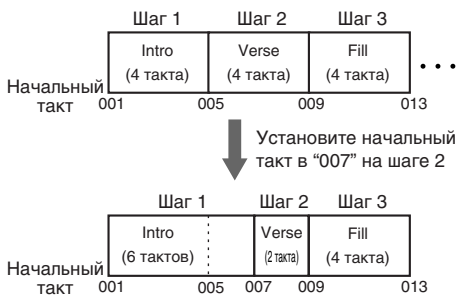 Шаг 1 Шаг 2 Шаг 3
Intro Verse Fill
(4 такта) (4 такта) (4 такта) • • •
Начальный
такт 001 005 009 013
Установите начальный
такт в “007” на шаге 2
Шаг 1 Шаг 2 Шаг 3
Intro Verse Fill
(6 тактов) (2 такта) (4 такта)
Начальный
такт 001 005 007 009 013